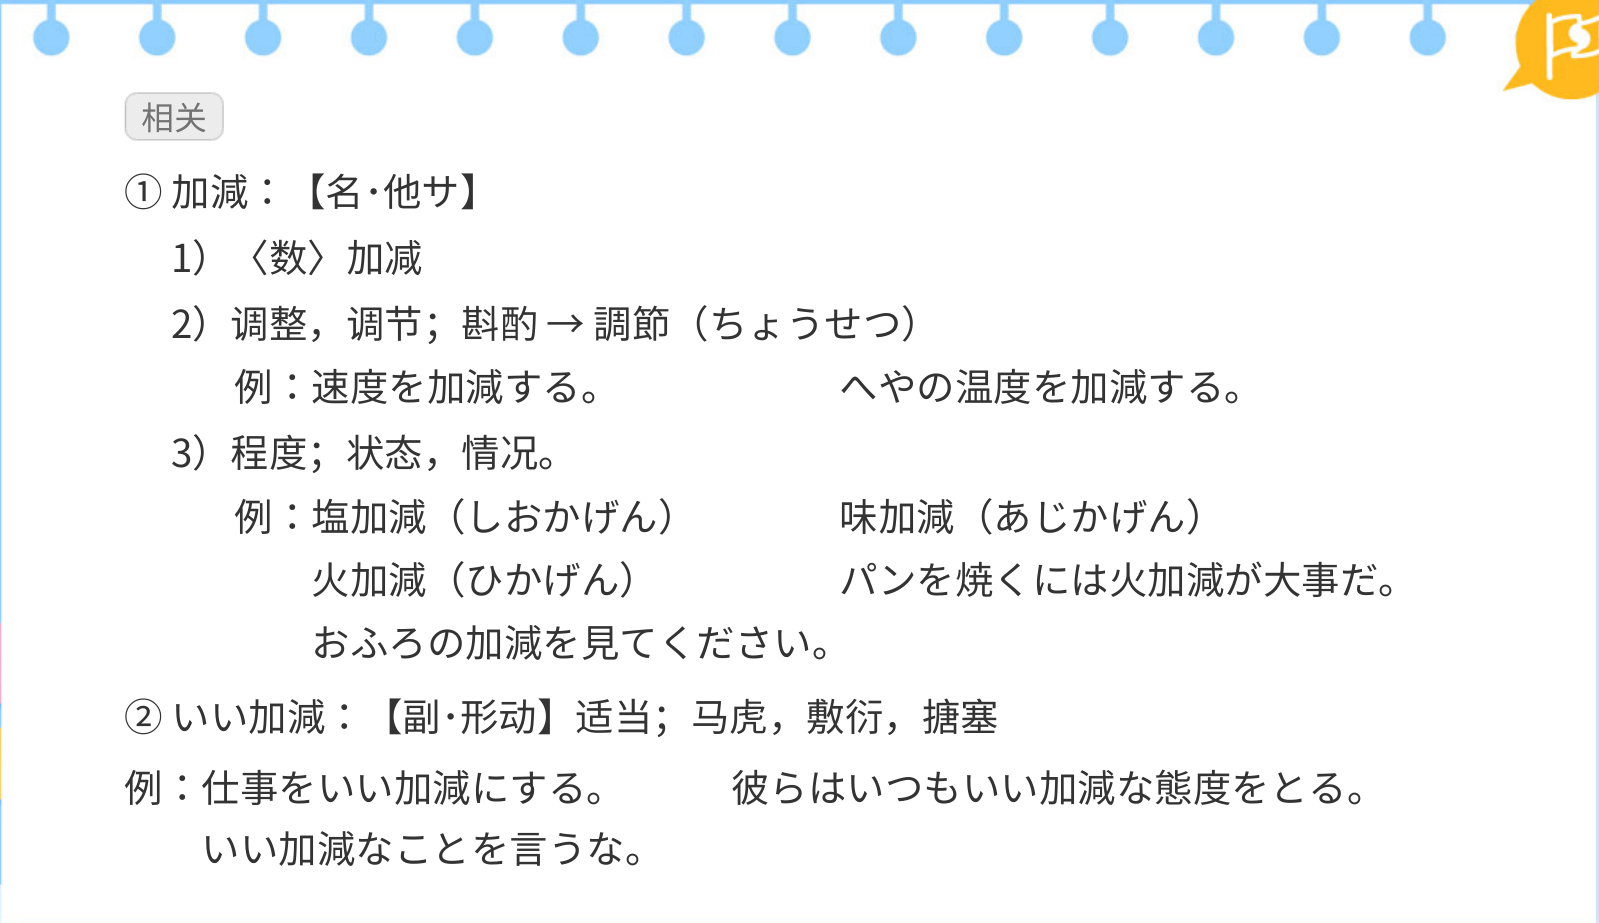 相关
① 加減：【名·他サ】
1）〈数〉加减
2）调整，调节；斟酌 → 調節（ちょうせつ）
例：速度を加減する。 へやの温度を加減する。
3）程度；状态，情况。
例：塩加減（しおかげん） 味加減（あじかげん）
火加減（ひかげん） パンを焼くには火加減が大事だ。
おふろの加減を見てください。
② いい加減：【副·形动】适当；马虎，敷衍，搪塞
例：仕事をいい加減にする。 彼らはいつもいい加減な態度をとる。
いい加減なことを言うな。